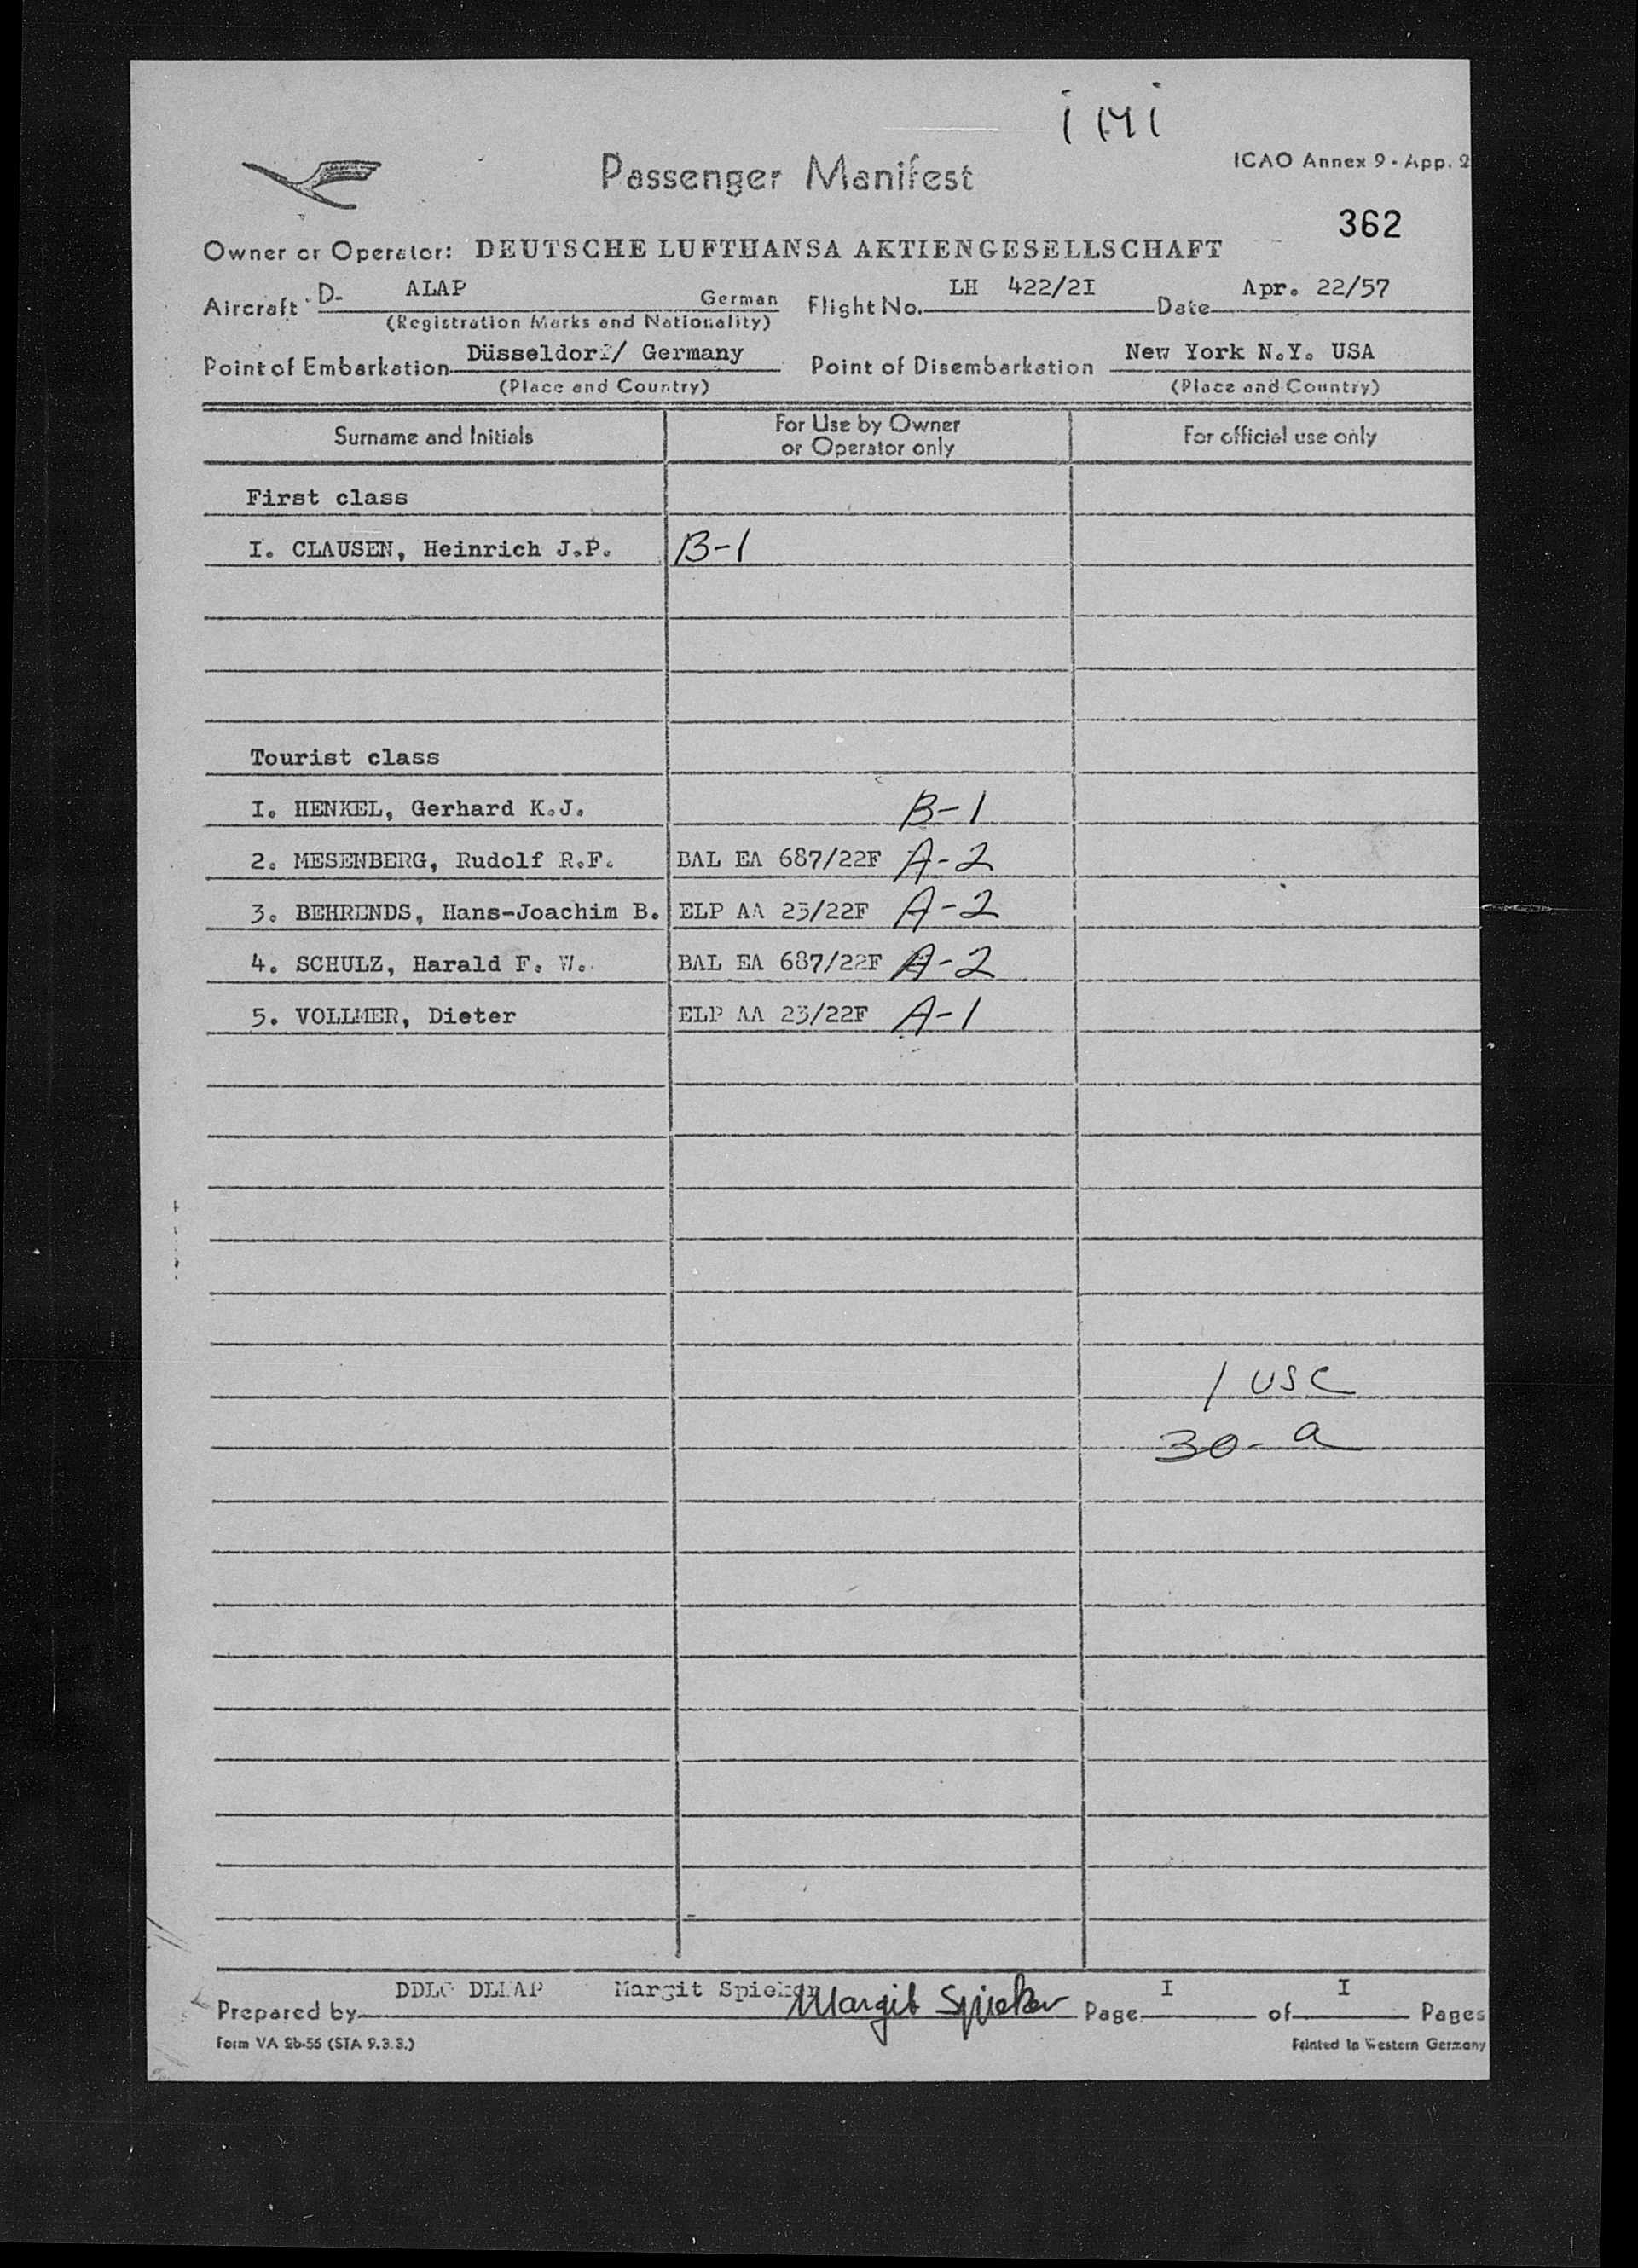 Passenger Manifest
ICAO Annex 9 - App. 2
362
Owner or Operator: DEUTSCHE LUFTHANSA AKTIENGESELLSCHAFT
Aircraft D- ALAP German Flight No. LH 422/2I Date Apr. 22/57
(Registration Marks and Nationality)
Point of Embarkation Düsseldorf/ Germany Point of Disembarkation New York N.Y. USA
(Place and Country) (Place and Country)
Surname and Initials For Use by Owner or Operator only For official use only
First class
I. CLAUSEN, Heinrich J.P. B-1
Tourist class
I. HENKEL, Gerhard K.J. B-1
2. MESENBERG, Rudolf R.F. BAL EA 687/22F A-2
3. BEHRENDS, Hans-Joachim B. ELP AA 23/22F A-2
4. SCHULZ, Harald F. W. BAL EA 687/22F A-2
5. VOLLMER, Dieter ELP AA 23/22F A-1
1 USC
30- a
Prepared by Margit Spieker Margit Spieker Page I of I Pages
Form VA 2b-56 (STA 9.3.3.) Printed in Western Germany